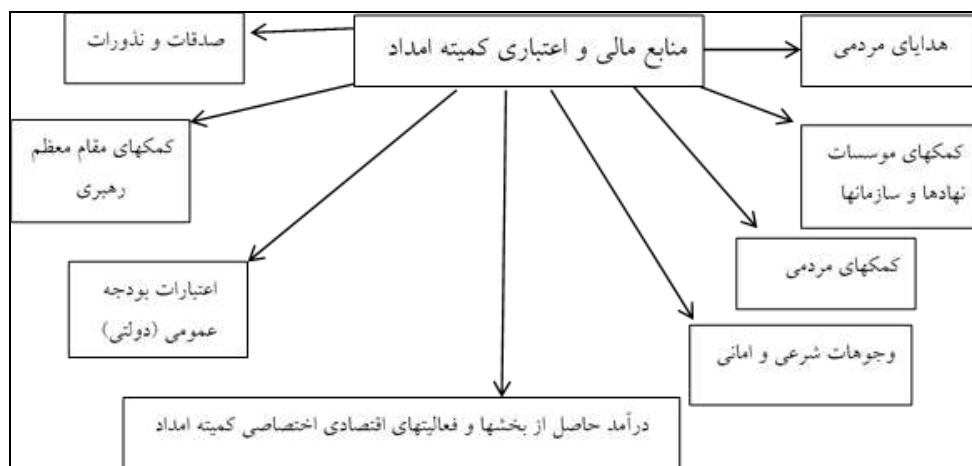 منابع مالی و اعتباری کمیته امداد
هدایای مردمی
صدقات و نذورات
کمکهای موسسات
نهادها و سازمانها
کمکهای مقام معظم
رهبری
کمکهای مردمی
اعتبارات بودجه
عمومی (دولتی)
وجوهات شرعی و امانی
درآمد حاصل از بخشها و فعالیتهای اقتصادی اختصاصی کمیته امداد